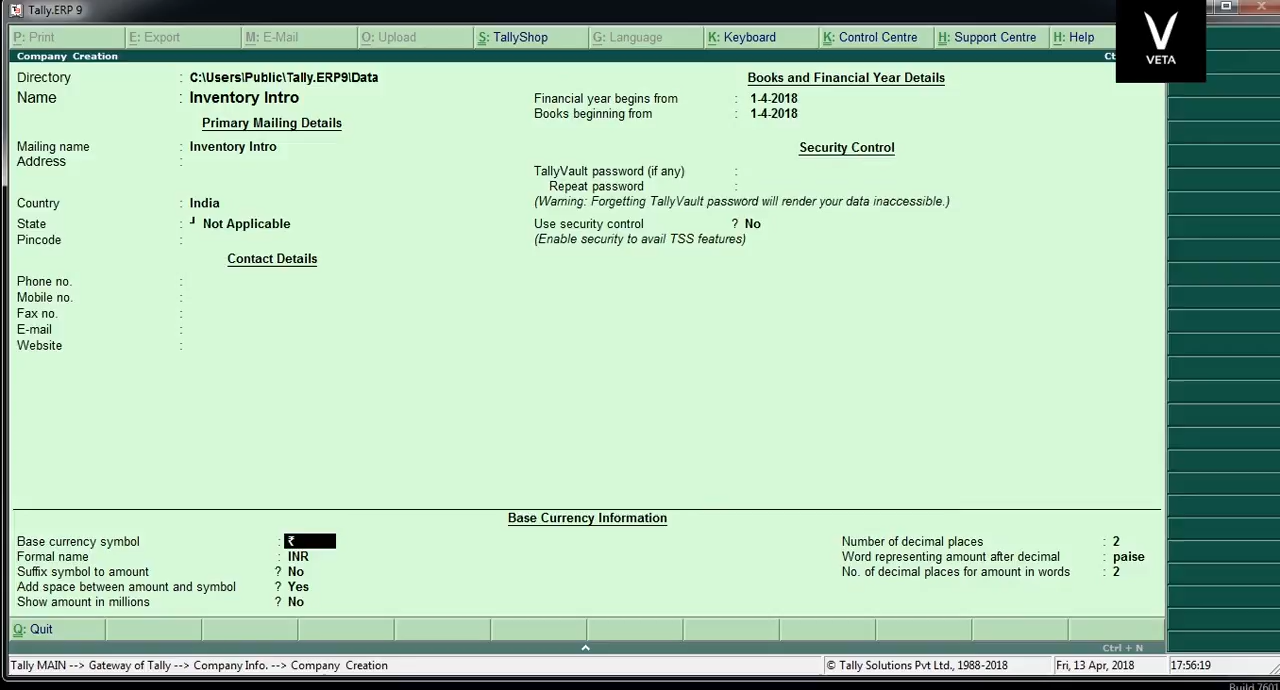 Tally.ERP 9
P: Print E: Export M: E-Mail O: Upload S: TallyShop G: Language K: Keyboard K: Control Centre H: Support Centre H: Help
V
VETA
Company Creation Ct
Directory : C:\Users\Public\Tally.ERP9\Data
Name : Inventory Intro
Primary Mailing Details
Mailing name : Inventory Intro
Address :
Country : India
State : ┘ Not Applicable
Pincode :
Contact Details
Phone no. :
Mobile no. :
Fax no. :
E-mail :
Website :
Books and Financial Year Details
Financial year begins from : 1-4-2018
Books beginning from : 1-4-2018
Security Control
TallyVault password (if any) :
Repeat password :
(Warning: Forgetting TallyVault password will render your data inaccessible.)
Use security control ? No
(Enable security to avail TSS features)
Base Currency Information
Base currency symbol : ₹
Formal name : INR
Suffix symbol to amount ? No
Add space between amount and symbol ? Yes
Show amount in millions ? No
Number of decimal places : 2
Word representing amount after decimal : paise
No. of decimal places for amount in words : 2
Q: Quit
Ctrl + N
Tally MAIN --> Gateway of Tally --> Company Info. --> Company Creation © Tally Solutions Pvt Ltd., 1988-2018 Fri, 13 Apr, 2018 17:56:19
Build 7601